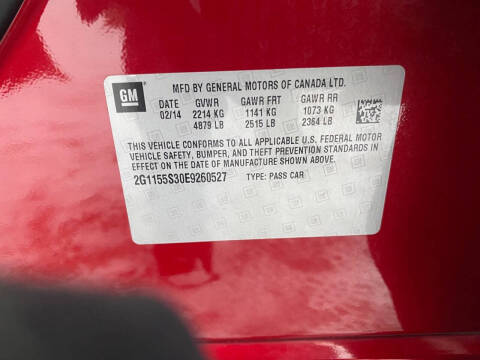 MFD BY GENERAL MOTORS OF CANADA LTD.
GM
DATE GVWR GAWR FRT GAWR RR
02/14 2214 KG 1141 KG 1073 KG
4879 LB 2515 LB 2364 LB
THIS VEHICLE CONFORMS TO ALL APPLICABLE U.S. FEDERAL MOTOR
VEHICLE SAFETY, BUMPER, AND THEFT PREVENTION STANDARDS IN
EFFECT ON THE DATE OF MANUFACTURE SHOWN ABOVE.
2G1155S30E9260527 TYPE: PASS CAR